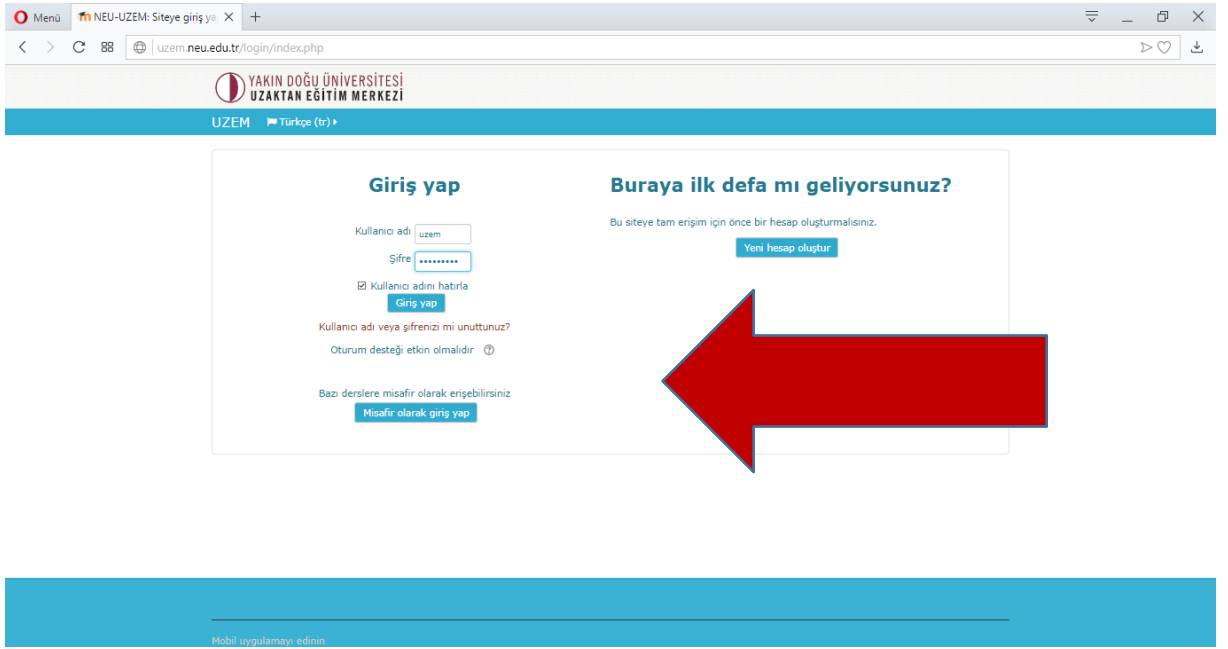 Menü
NEU-UZEM: Siteye giriş ya
uzem.neu.edu.tr/login/index.php
YAKIN DOĞU ÜNİVERSİTESİ
UZAKTAN EĞİTİM MERKEZİ
UZEM Türkçe (tr)
Giriş yap
Kullanıcı adı uzem
Şifre •••••••••
Kullanıcı adını hatırla
Giriş yap
Kullanıcı adı veya şifrenizi mi unuttunuz?
Oturum desteği etkin olmalıdır ?
Bazı derslere misafir olarak erişebilirsiniz
Misafir olarak giriş yap
Buraya ilk defa mı geliyorsunuz?
Bu siteye tam erişim için önce bir hesap oluşturmalısınız.
Yeni hesap oluştur
Mobil uygulamayı edinin